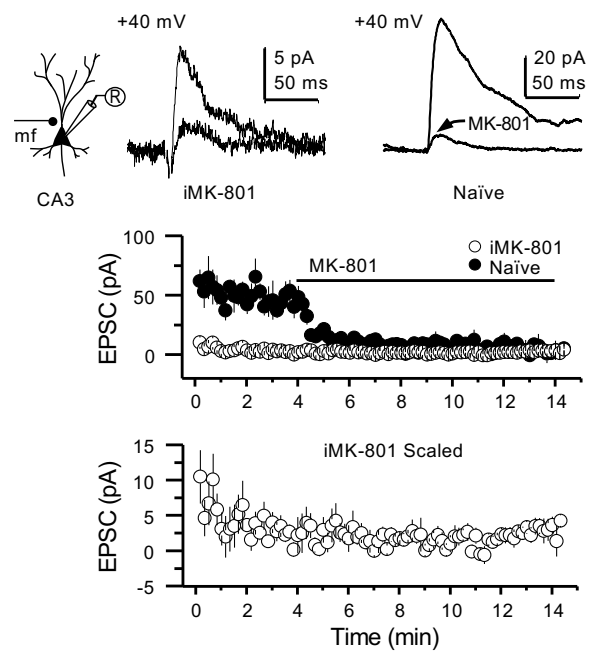 +40 mV
+40 mV
5 pA
50 ms
20 pA
50 ms
R
mf
MK-801
CA3
iMK-801
Naïve
100
50
0
EPSC (pA)
MK-801
iMK-801
Naïve
0 2 4 6 8 10 12 14
15
10
5
0
-5
EPSC (pA)
iMK-801 Scaled
0 2 4 6 8 10 12 14
Time (min)